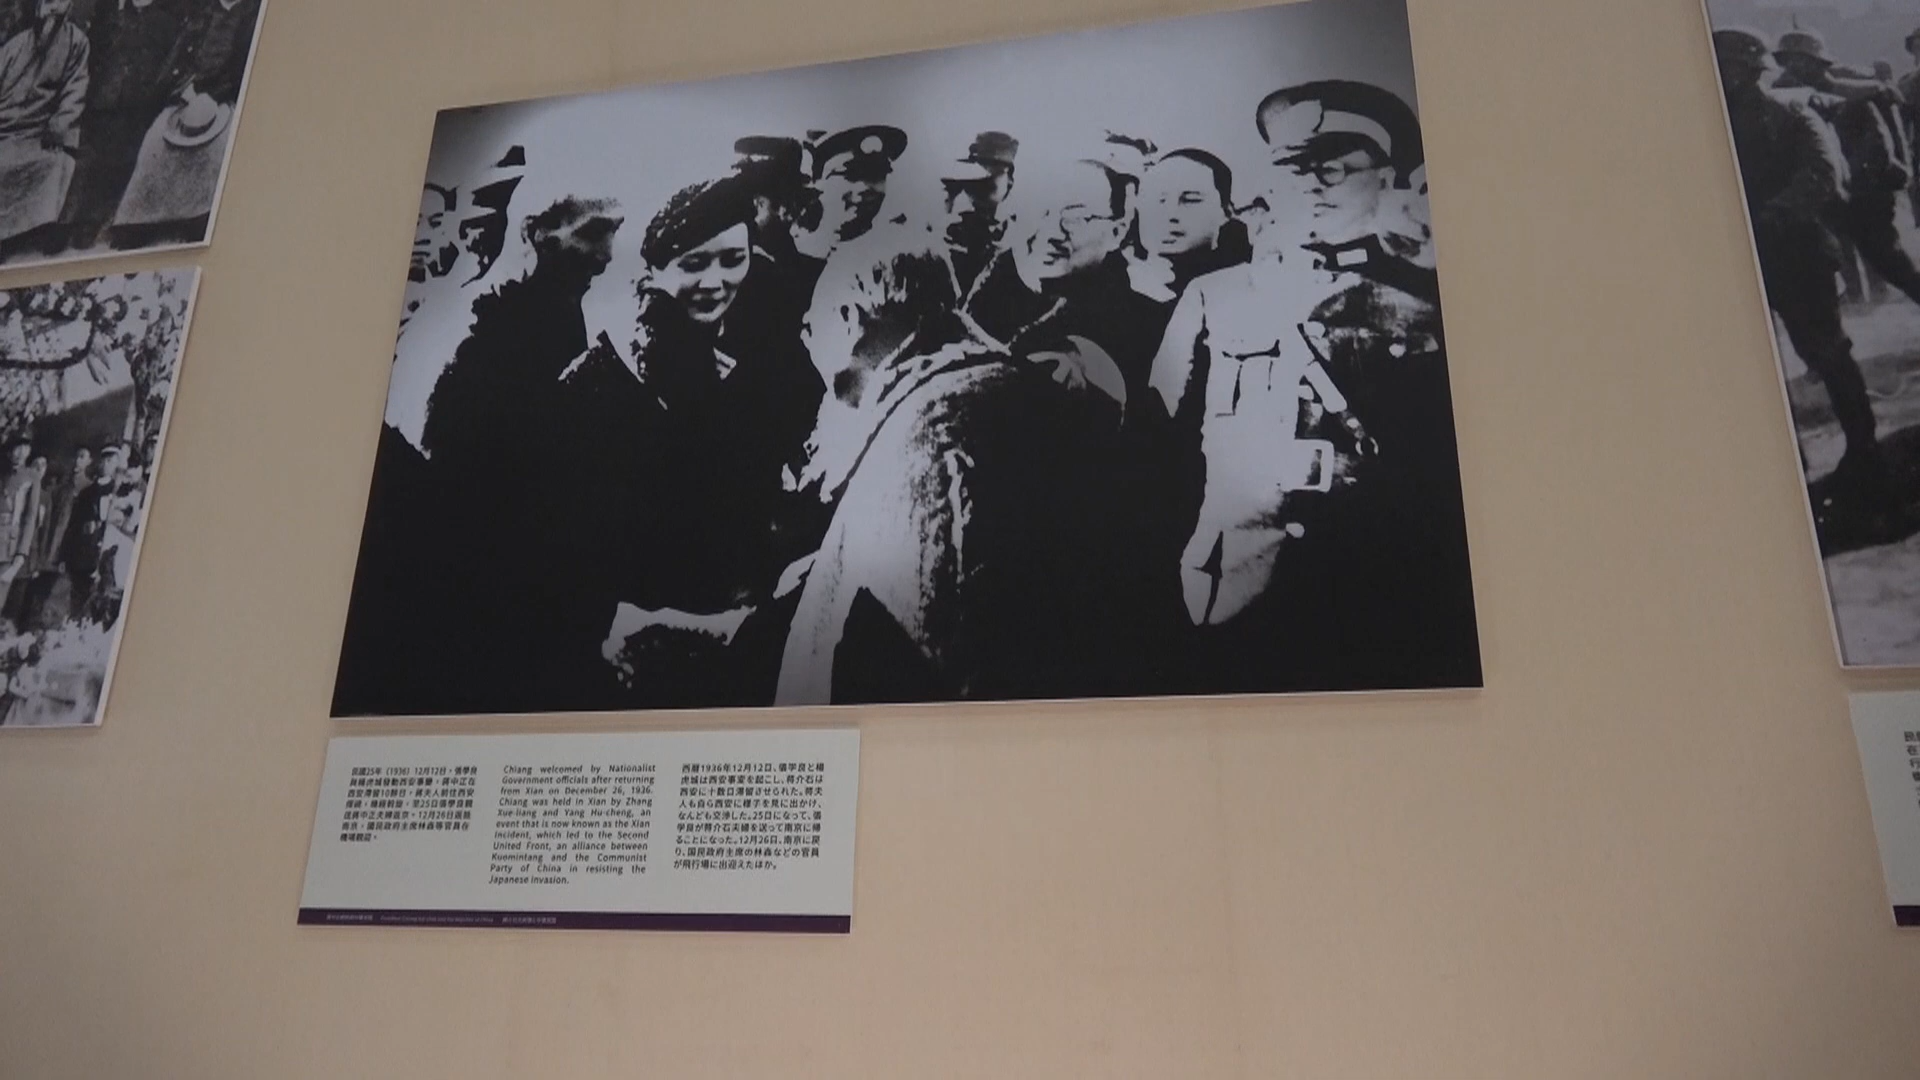 民國25年（1936）12月12日，張學良
與楊虎城發動西安事變，蔣中正在
西安滯留10餘日，蔣夫人前往西安
探視，幾經斡旋，至25日張學良親
送蔣中正夫婦返京。12月26日返抵
南京，國民政府主席林森等官員在
機場歡迎。
Chiang welcomed by Nationalist
Government officials after returning
from Xian on December 26, 1936.
Chiang was held in Xian by Zhang
Xue-liang and Yang Hu-cheng, an
event that is now known as the Xian
Incident, which led to the Second
United Front, an alliance between
Kuomintang and the Communist
Party of China in resisting the
Japanese invasion.
西暦1936年12月12日、張学良と楊
虎城は西安事変を起こし、蒋介石は
西安に十数日滞留させられた。蒋夫
人も自ら西安に様子を見に出かけ、
なんども交渉した。25日になって、張
学良が蒋介石夫婦を送って南京に帰
ることになった。12月26日、南京に戻
り、国民政府主席の林森などの官員
が飛行場に出迎えたほか。
民
在
行